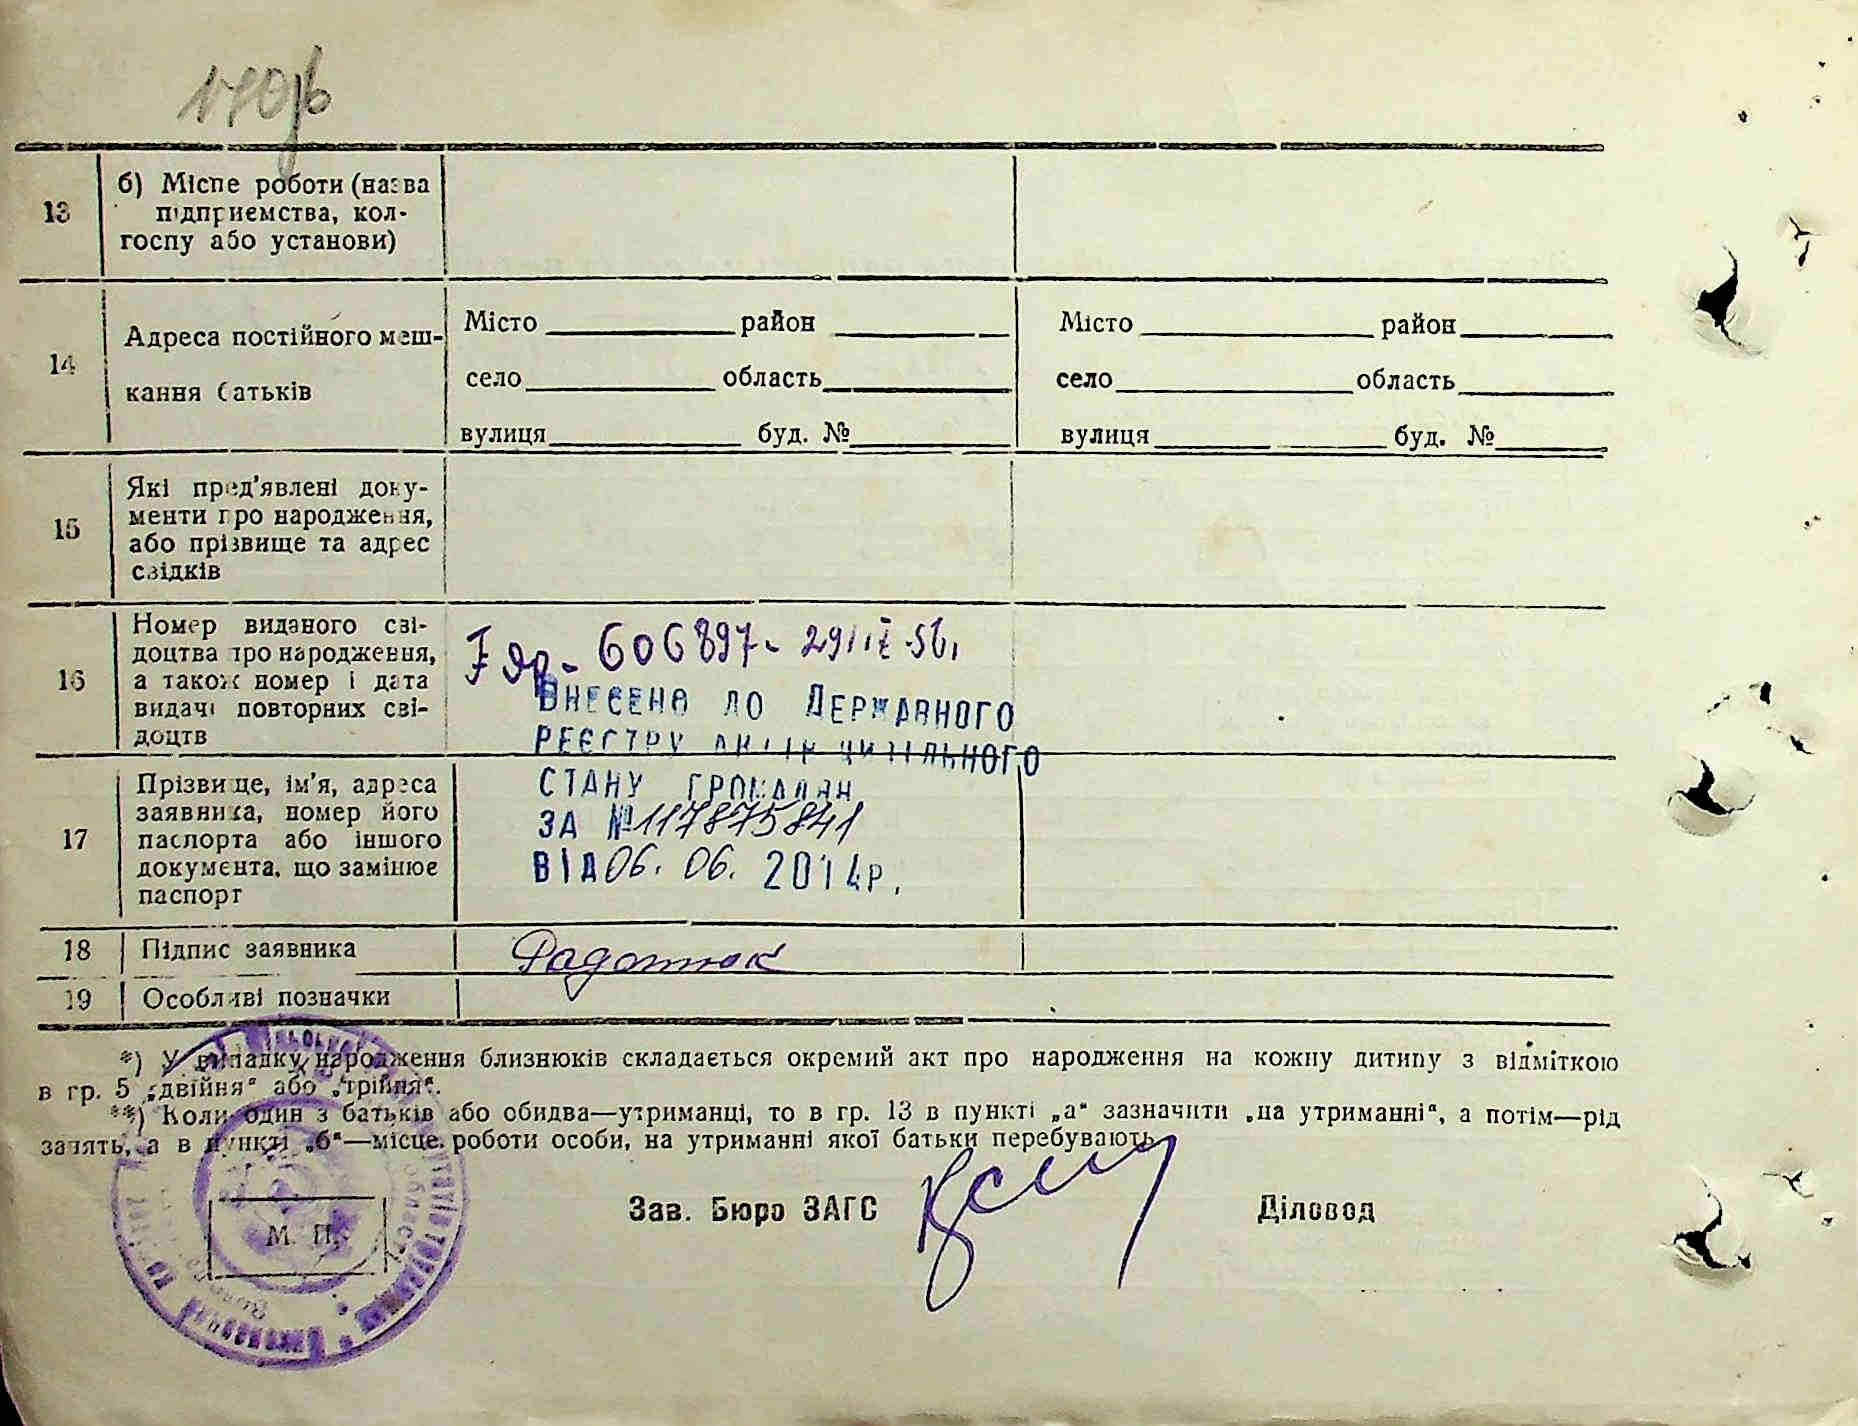 13
б) Місце роботи (назва
підприємства, кол-
госпу або установи)
14
Адреса постійного меш-
кання батьків
Місто район
село область
вулиця буд. №
Місто район
село область
вулиця буд. №
15
Які пред'явлені доку-
менти про народження,
або прізвище та адрес
свідків
16
Номер виданого сві-
доцтва про народження,
а також номер і дата
видачі повторних сві-
доцтв
606897
ВНЕСЕНО ДО ДЕРЖАВНОГО
РЕЄСТРУ АКТІВ ЦИВІЛЬНОГО
СТАНУ ГРОМАДЯН
ЗА №117875841
ВІД 06. 06. 2014р.
17
Прізвище, ім'я, адреса
заявника, номер його
паспорта або іншого
документа, що замінює
паспорт
18
Підпис заявника
19
Особливі позначки
*) У випадку народження близнюків складається окремий акт про народження на кожну дитину з відміткою
в гр. 5 „двійня“ або „трійня“.
**) Коли один з батьків або обидва—утриманці, то в гр. 13 в пункті „а“ зазначити „на утриманні“, а потім—рід
занять, а в пункті „б“—місце роботи особи, на утриманні якої батьки перебувають.
М. П.
Зав. Бюро ЗАГС
Діловод